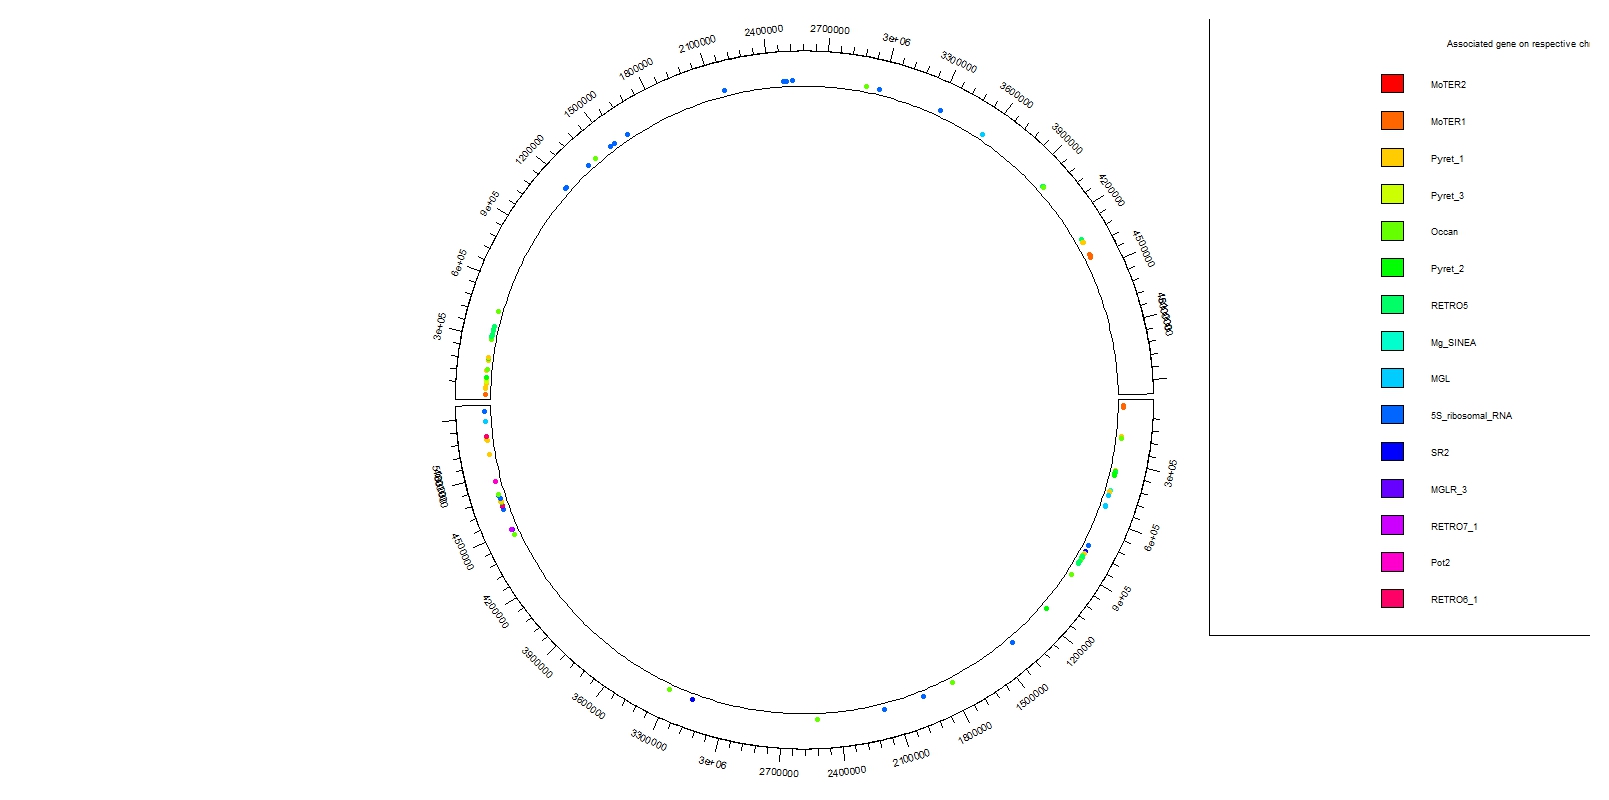 2400000
2700000
2100000
3e+06
Associated gene on respective ch
1800000
3300000
1500000
3600000
1200000
3900000
9e+05
4200000
6e+05
4500000
3e+05
MoTER2
MoTER1
Pyret_1
Pyret_3
Occan
Pyret_2
RETRO5
Mg_SINEA
MGL
5S_ribosomal_RNA
SR2
MGLR_3
RETRO7_1
Pot2
RETRO6_1
3e+05
4500000
6e+05
4200000
9e+05
3900000
1200000
3600000
1500000
3300000
1800000
3e+06
2100000
2700000
2400000